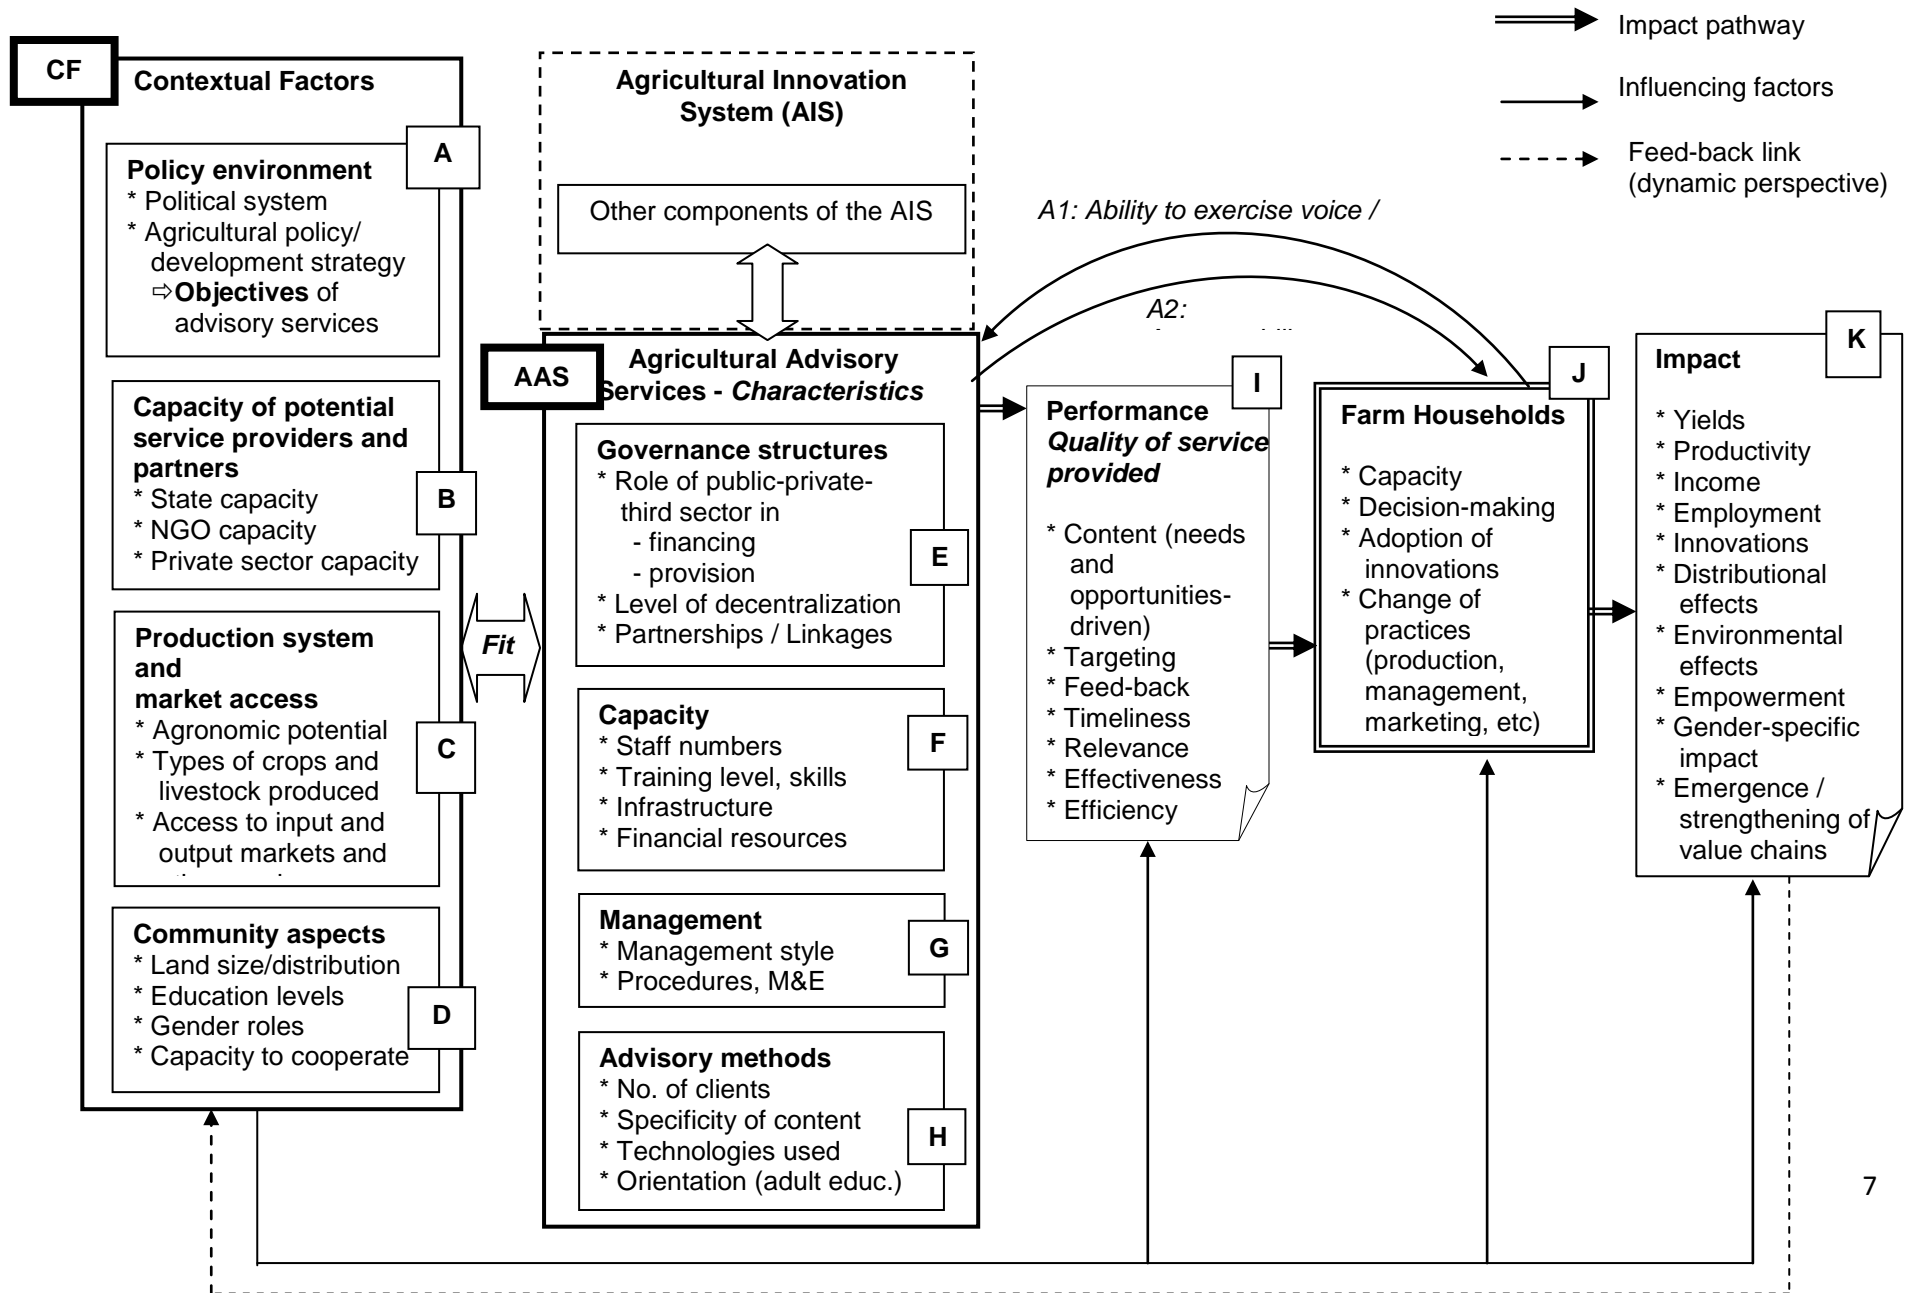 CF
Contextual Factors
A
Policy environment
* Political system
* Agricultural policy/
development strategy
⇨Objectives of
advisory services
Capacity of potential
service providers and
partners
* State capacity
* NGO capacity
* Private sector capacity
B
Production system
and
market access
* Agronomic potential
* Types of crops and
livestock produced
* Access to input and
output markets and
C
Community aspects
* Land size/distribution
* Education levels
* Gender roles
* Capacity to cooperate
D
Fit
Agricultural Innovation
System (AIS)
Other components of the AIS
AAS
Agricultural Advisory
Services - Characteristics
Governance structures
* Role of public-private-
third sector in
- financing
- provision
* Level of decentralization
* Partnerships / Linkages
E
Capacity
* Staff numbers
* Training level, skills
* Infrastructure
* Financial resources
F
Management
* Management style
* Procedures, M&E
G
Advisory methods
* No. of clients
* Specificity of content
* Technologies used
* Orientation (adult educ.)
H
A1: Ability to exercise voice /
A2:
I
Performance
Quality of service
provided
* Content (needs
and
opportunities-
driven)
* Targeting
* Feed-back
* Timeliness
* Relevance
* Effectiveness
* Efficiency
J
Farm Households
* Capacity
* Decision-making
* Adoption of
innovations
* Change of
practices
(production,
management,
marketing, etc)
K
Impact
* Yields
* Productivity
* Income
* Employment
* Innovations
* Distributional
effects
* Environmental
effects
* Empowerment
* Gender-specific
impact
* Emergence /
strengthening of
value chains
Impact pathway
Influencing factors
Feed-back link
(dynamic perspective)
7